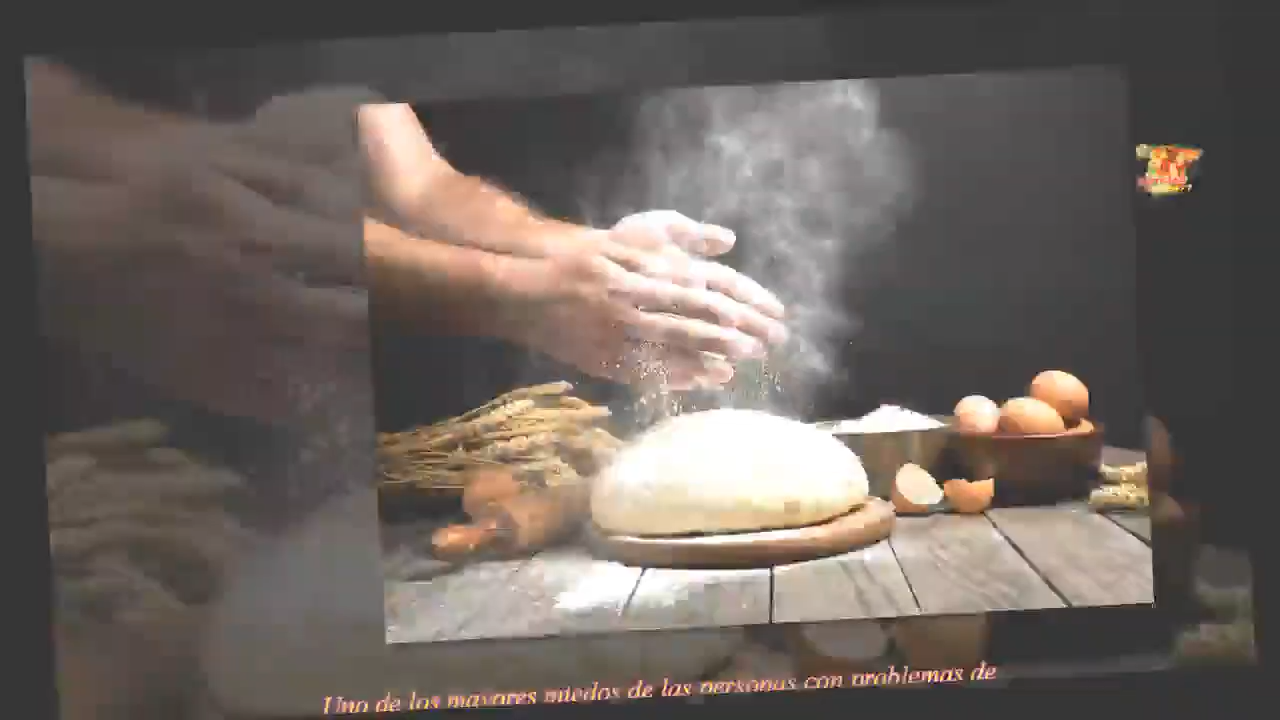 Uno de los mayores miedos de las personas con problemas de